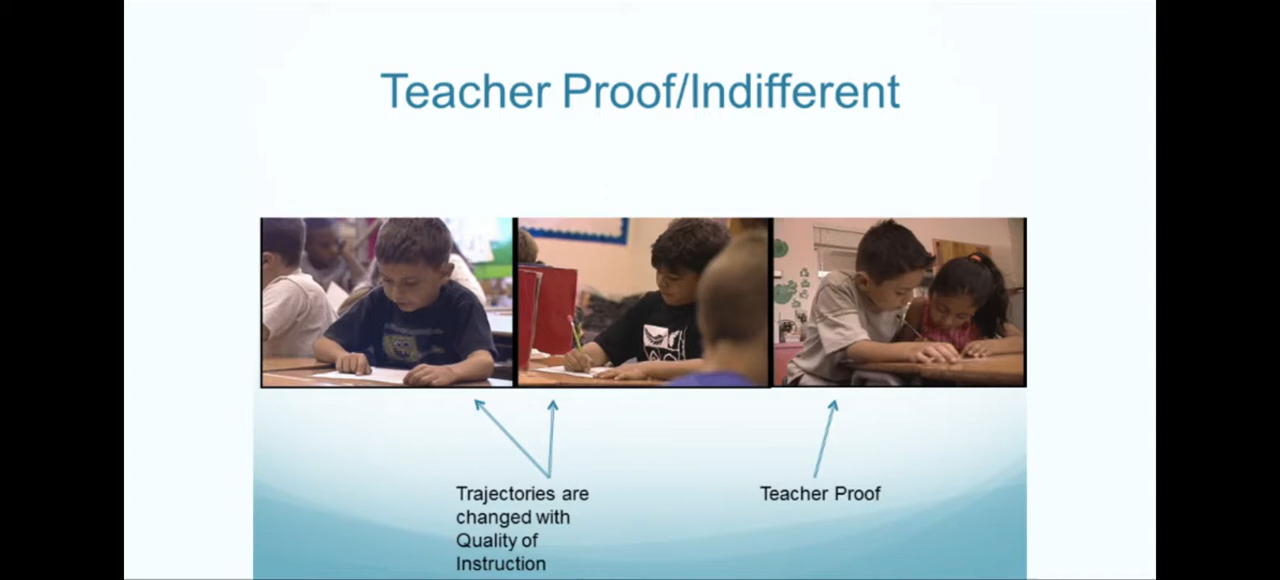 Teacher Proof/Indifferent
Trajectories are
changed with
Quality of
Instruction
Teacher Proof